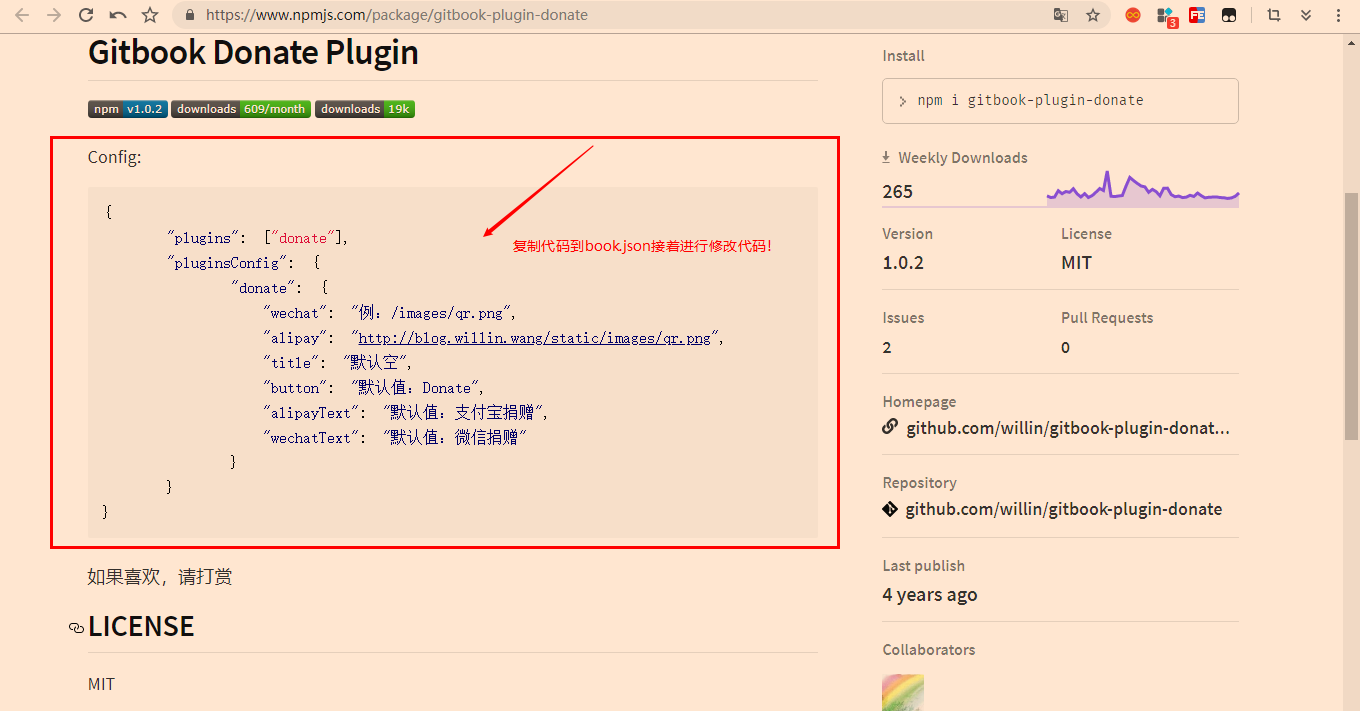 https://www.npmjs.com/package/gitbook-plugin-donate
3
FE
Gitbook Donate Plugin
npm v1.0.2 downloads 609/month downloads 19k
Config:
{
"plugins": ["donate"],
"pluginsConfig": {
"donate": {
"wechat": "例：/images/qr.png",
"alipay": "http://blog.willin.wang/static/images/qr.png",
"title": "默认空",
"button": "默认值：Donate",
"alipayText": "默认值：支付宝捐赠",
"wechatText": "默认值：微信捐赠"
}
}
}
复制代码到book.json接着进行修改代码！
如果喜欢，请打赏
LICENSE
MIT
Install
> npm i gitbook-plugin-donate
Weekly Downloads
265
Version License
1.0.2 MIT
Issues Pull Requests
2 0
Homepage
github.com/willin/gitbook-plugin-donat...
Repository
github.com/willin/gitbook-plugin-donate
Last publish
4 years ago
Collaborators